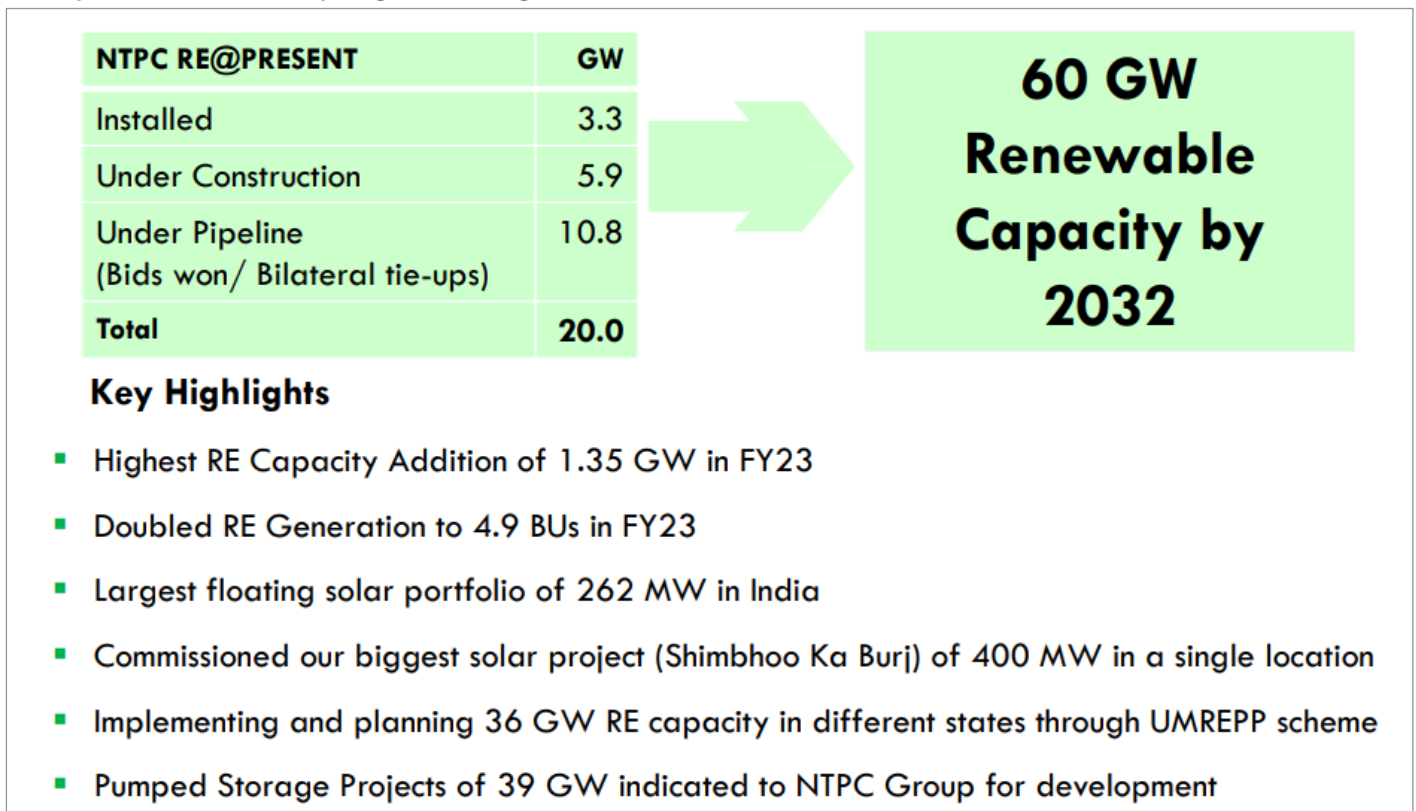 NTPC RE@PRESENT GW
Installed 3.3
Under Construction 5.9
Under Pipeline 10.8
(Bids won/ Bilateral tie-ups)
Total 20.0
60 GW
Renewable
Capacity by
2032
Key Highlights
▪ Highest RE Capacity Addition of 1.35 GW in FY23
▪ Doubled RE Generation to 4.9 BUs in FY23
▪ Largest floating solar portfolio of 262 MW in India
▪ Commissioned our biggest solar project (Shimbhoo Ka Burj) of 400 MW in a single location
▪ Implementing and planning 36 GW RE capacity in different states through UMREPP scheme
▪ Pumped Storage Projects of 39 GW indicated to NTPC Group for development